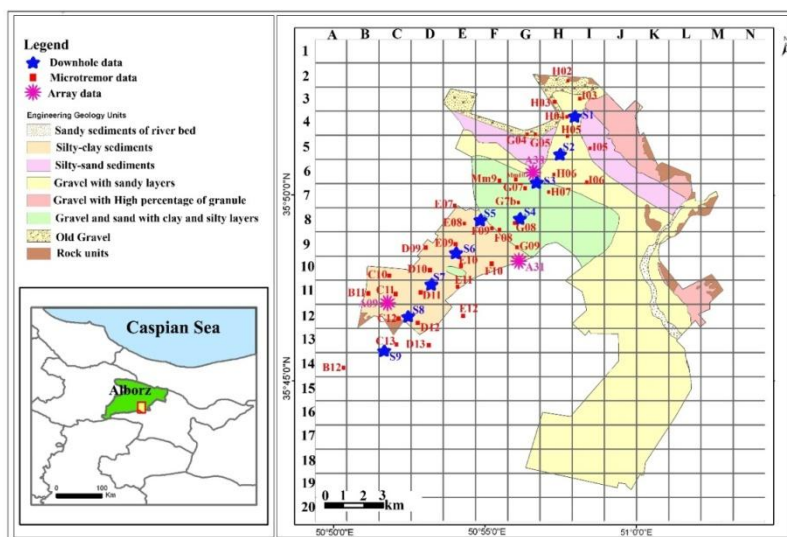 Legend
Downhole data
Microtremor data
Array data
Engineering Geology Units
Sandy sediments of river bed
Silty-clay sediments
Silty-sand sediments
Gravel with sandy layers
Gravel with High percentage of granule
Gravel and sand with clay and silty layers
Old Gravel
Rock units
Caspian Sea
Alborz
0 100
Km
A B C D E F G H I J K L M N
1
2
3
4
5
6
7
8
9
10
11
12
13
14
15
16
17
18
19
20
H02
H03 I03
H04 S1
G04 G05 H05
S2 I05
A33
Mm9 H06 I06
G07 S3 H07
G7b
E07 S5 S4
E08 F09 F08 G08
D09 E09 S6 G09
E10 F10 A31
C10 D10
S7 E11
B11 C11 D11
A09
C12 S8 D12 E12
C13 D13
S9
B12
35°50'0"N
35°45'0"N
0 1 2 3
km
50°50'0"E 50°55'0"E 51°0'0"E